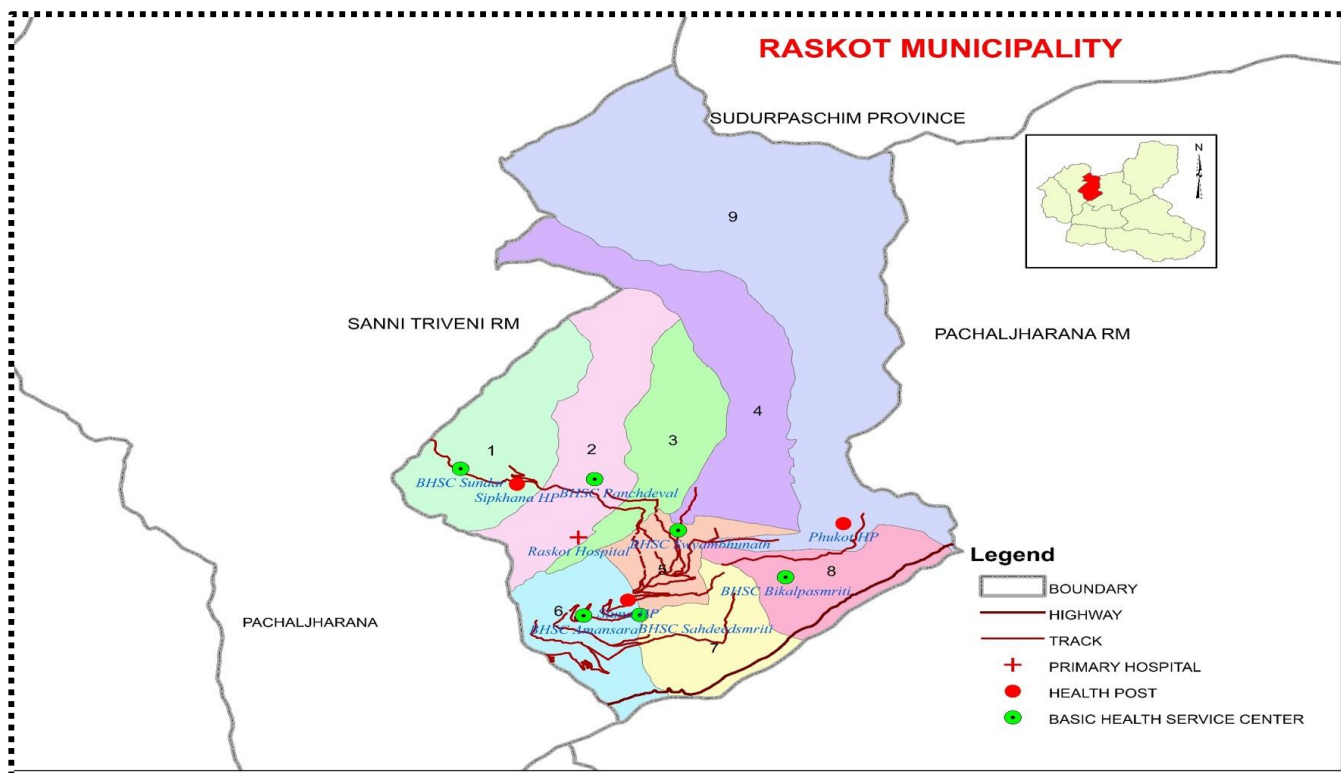 RASKOT MUNICIPALITY
SUDURPASCHIM PROVINCE
N
9
SANNI TRIVENI RM
PACHALJHARANA RM
4
3
1
2
BHSC Sundar
Sipkhana HP
BHSC Panchdeval
Raskot Hospital
BHSC Swyambhunath
Phukot HP
5
8
BHSC Bikalpasmriti
6
HP
BHSC Amansara
BHSC Sahdeedsmriti
7
PACHALJHARANA
Legend
BOUNDARY
HIGHWAY
TRACK
PRIMARY HOSPITAL
HEALTH POST
BASIC HEALTH SERVICE CENTER